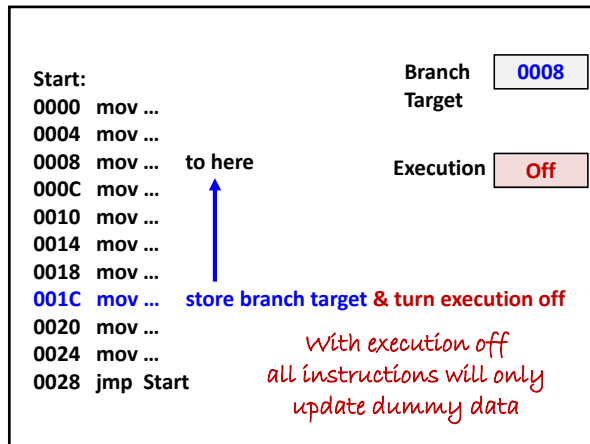 Start:
0000 mov ...
0004 mov ...
0008 mov ... to here
000C mov ...
0010 mov ...
0014 mov ...
0018 mov ...
001C mov ... store branch target & turn execution off
0020 mov ...
0024 mov ...
0028 jmp Start
Branch Target 0008
Execution Off
With execution off
all instructions will only
update dummy data